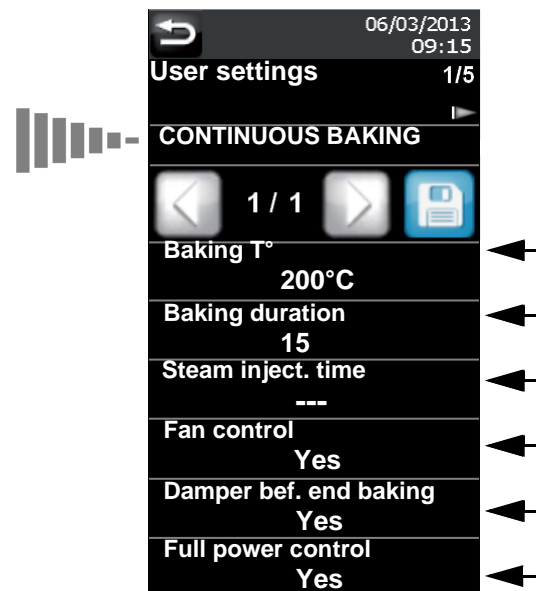 06/03/2013
09:15
User settings 1/5
CONTINUOUS BAKING
1 / 1
Baking T°
200°C
Baking duration
15
Steam inject. time
---
Fan control
Yes
Damper bef. end baking
Yes
Full power control
Yes